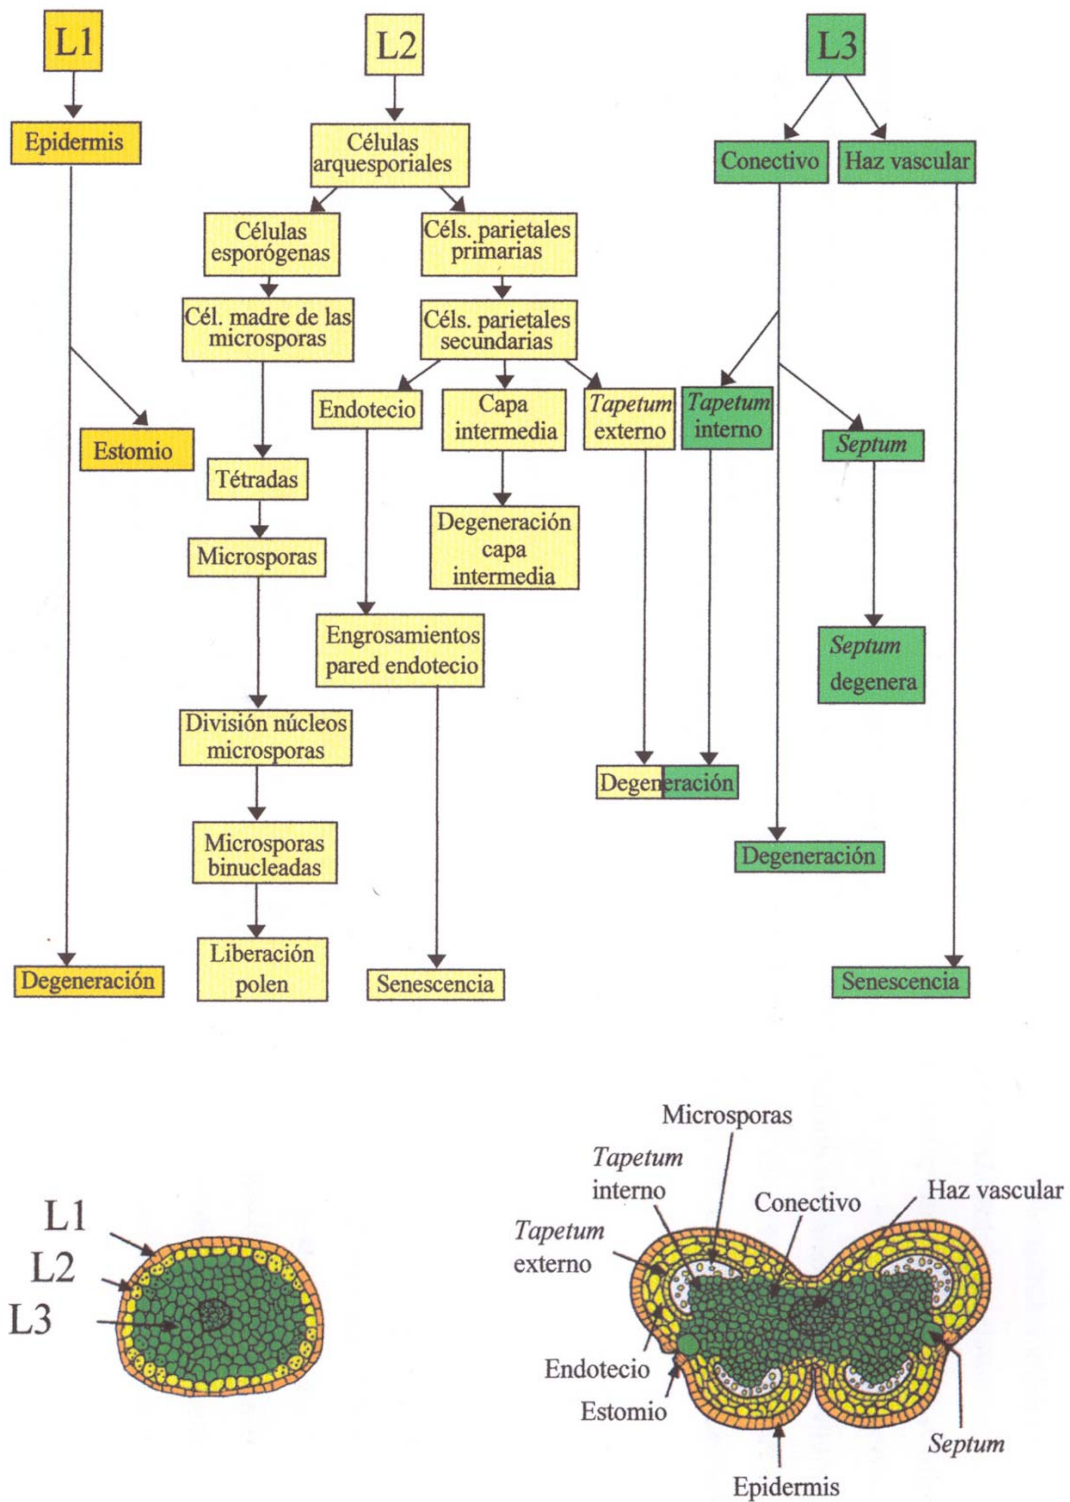 L1
L2
L3
Epidermis
Células
arquesporiales
Conectivo
Haz vascular
Células
esporógenas
Céls. parietales
primarias
Cél. madre de las
microsporas
Céls. parietales
secundarias
Endotecio
Capa
intermedia
Tapetum
externo
Tapetum
interno
Estomio
Septum
Tétradas
Degeneración
capa
intermedia
Microsporas
Engrosamientos
pared endotecio
Septum
degenera
División núcleos
microsporas
Degeneración
Microsporas
binucleadas
Degeneración
Liberación
polen
Degeneración
Senescencia
Senescencia
Microsporas
Tapetum
interno
Conectivo
Haz vascular
Tapetum
externo
L1
L2
L3
Endotecio
Estomio
Septum
Epidermis